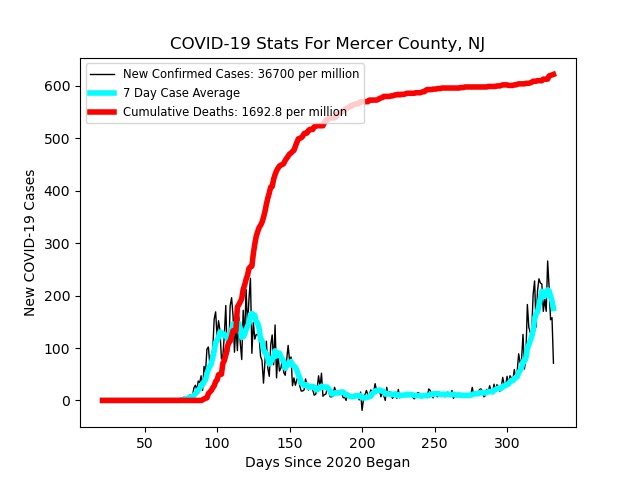 COVID-19 Stats For Mercer County, NJ
New Confirmed Cases: 36700 per million
7 Day Case Average
Cumulative Deaths: 1692.8 per million
New COVID-19 Cases
600
500
400
300
200
100
0
50 100 150 200 250 300
Days Since 2020 Began